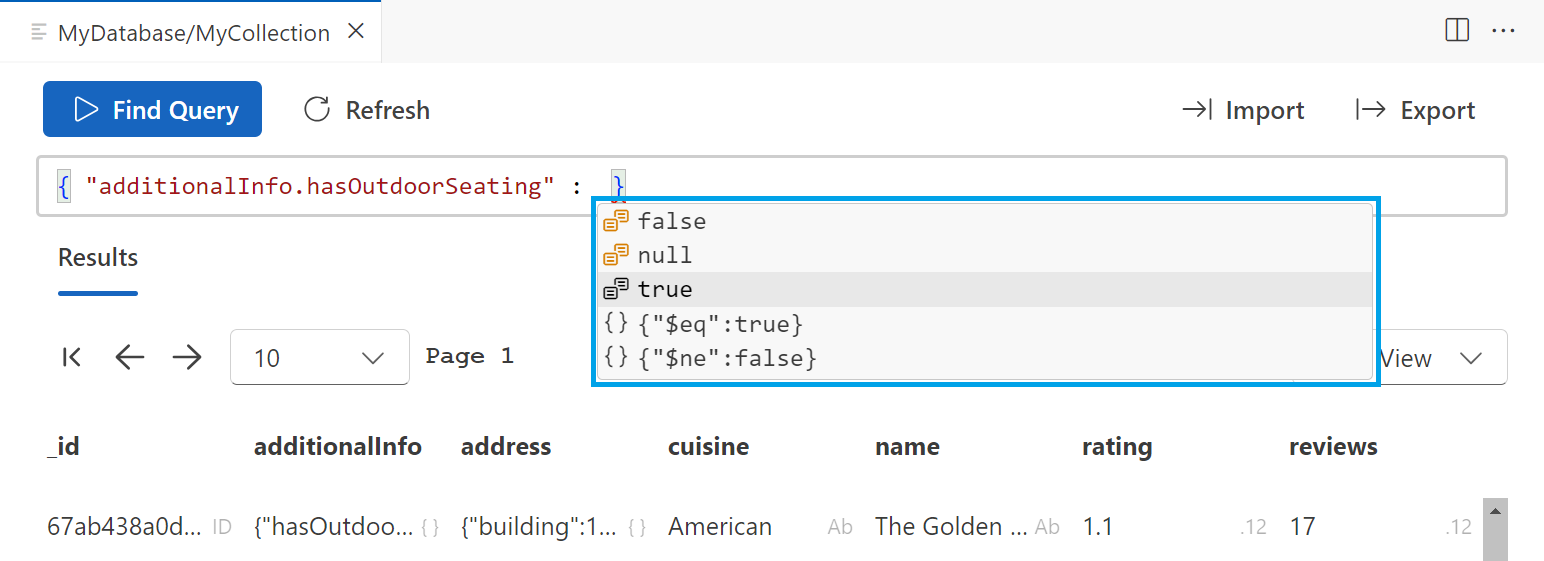 MyDatabase/MyCollection
Find Query Refresh Import Export
{ "additionalInfo.hasOutdoorSeating" : }
false
null
true
{} {"$eq":true}
{} {"$ne":false}
Results
10 Page 1 View
_id additionalInfo address cuisine name rating reviews
67ab438a0d... ID {"hasOutdoo... {} {"building":1... {} American Ab The Golden ... Ab 1.1 .12 17 .12